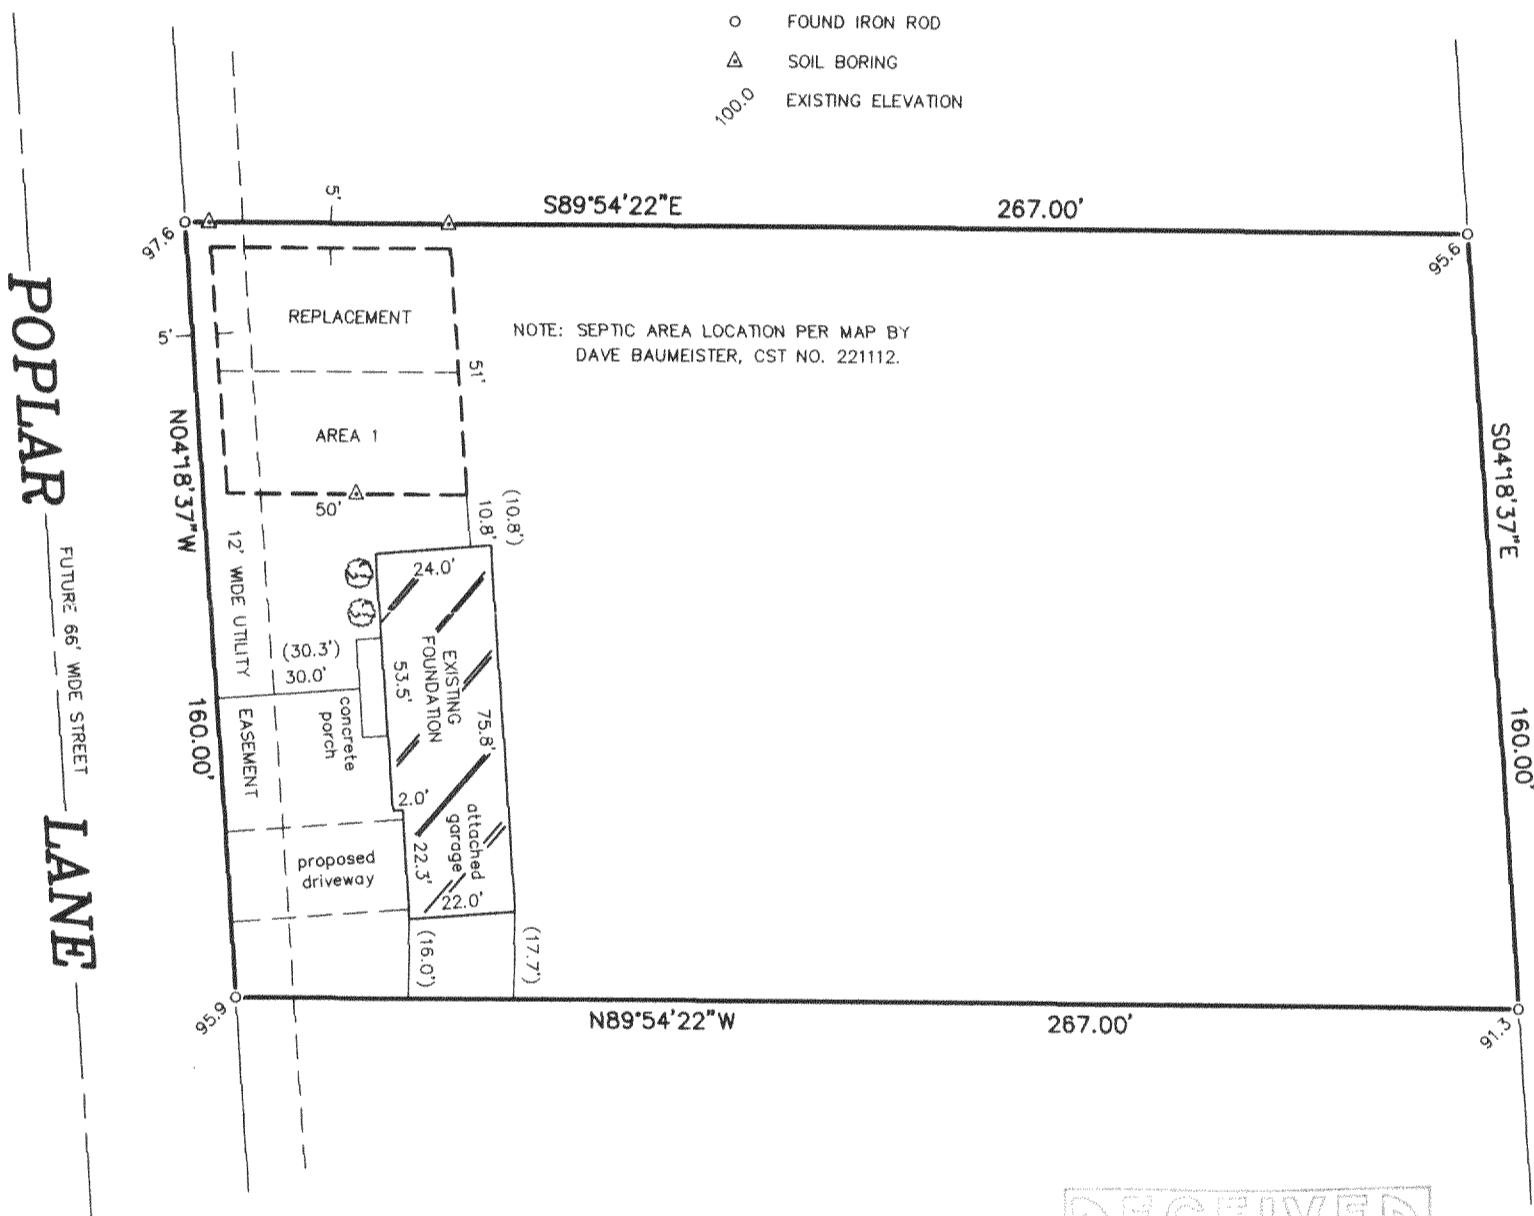 FOUND IRON ROD
SOIL BORING
100.0 EXISTING ELEVATION
S89°54'22"E 267.00'
5'
97.6
95.6
REPLACEMENT
5'
NOTE: SEPTIC AREA LOCATION PER MAP BY
DAVE BAUMEISTER, CST NO. 221112.
51'
AREA 1
50'
N04°18'37"W
160.00'
S04°18'37"E
160.00'
POPLAR LANE
FUTURE 66' WIDE STREET
12' WIDE UTILITY EASEMENT
(10.8')
10.8'
24.0'
(30.3')
30.0'
EXISTING
FOUNDATION
53.5'
75.8'
concrete
porch
2.0'
attached
garage
22.3'
22.0'
proposed
driveway
(16.0')
(17.7')
95.9
N89°54'22"W 267.00'
91.3
RECEIVED